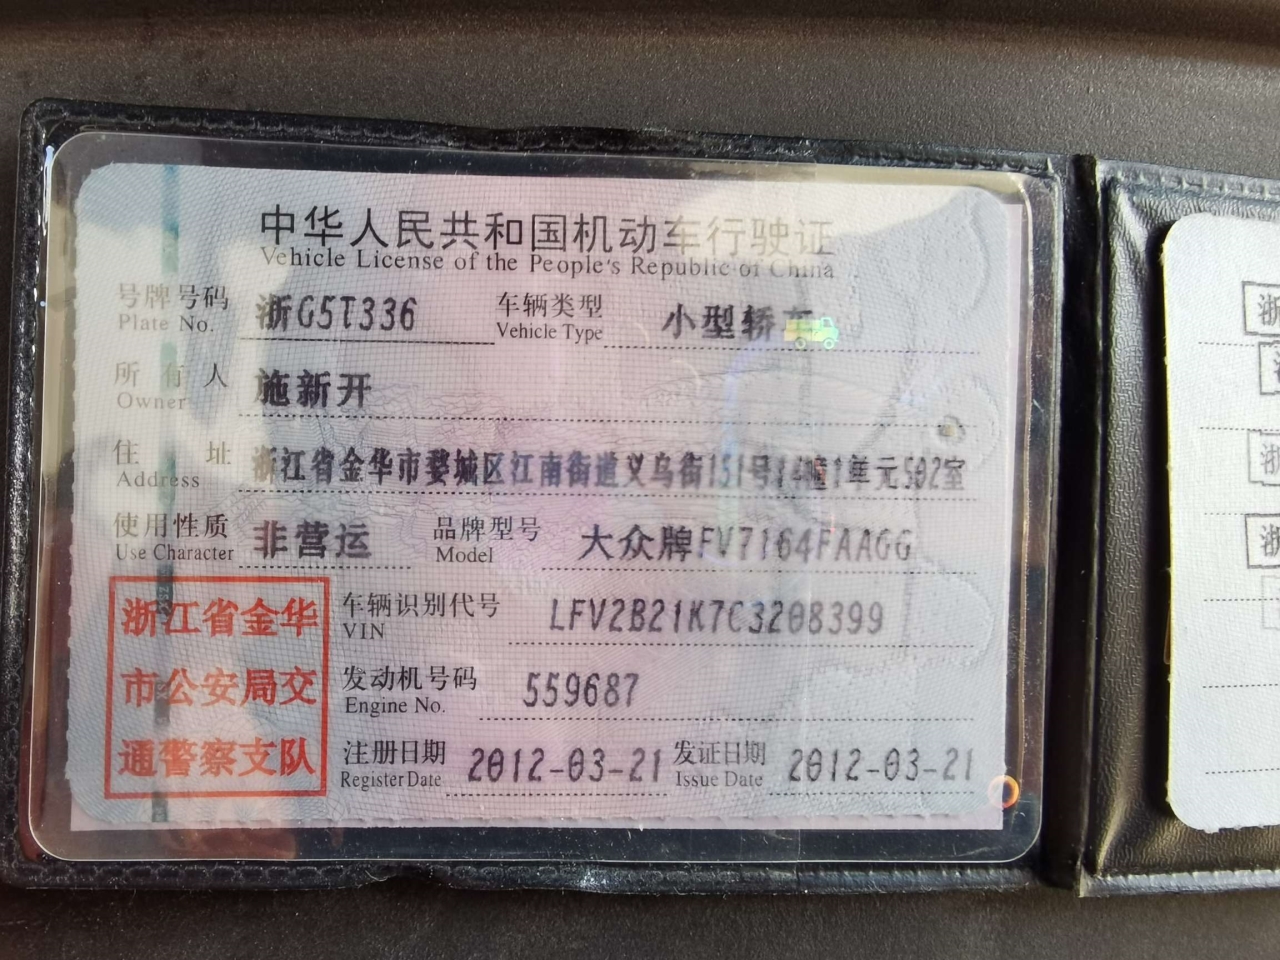 中华人民共和国机动车行驶证
Vehicle License of the People's Republic of China
号牌号码 浙G5T336 车辆类型 小型轿车
Plate No. Vehicle Type
所有人 施新开
Owner
住址 浙江省金华市婺城区江南街道义乌街151号14幢1单元502室
Address
使用性质 非营运 品牌型号 大众牌FV7164FAAGG
Use Character Model
浙江省金华
市公安局交
通警察支队
车辆识别代号 LFV2B21K7C3208399
VIN
发动机号码 559687
Engine No.
注册日期 2012-03-21 发证日期 2012-03-21
Register Date Issue Date
浙
浙